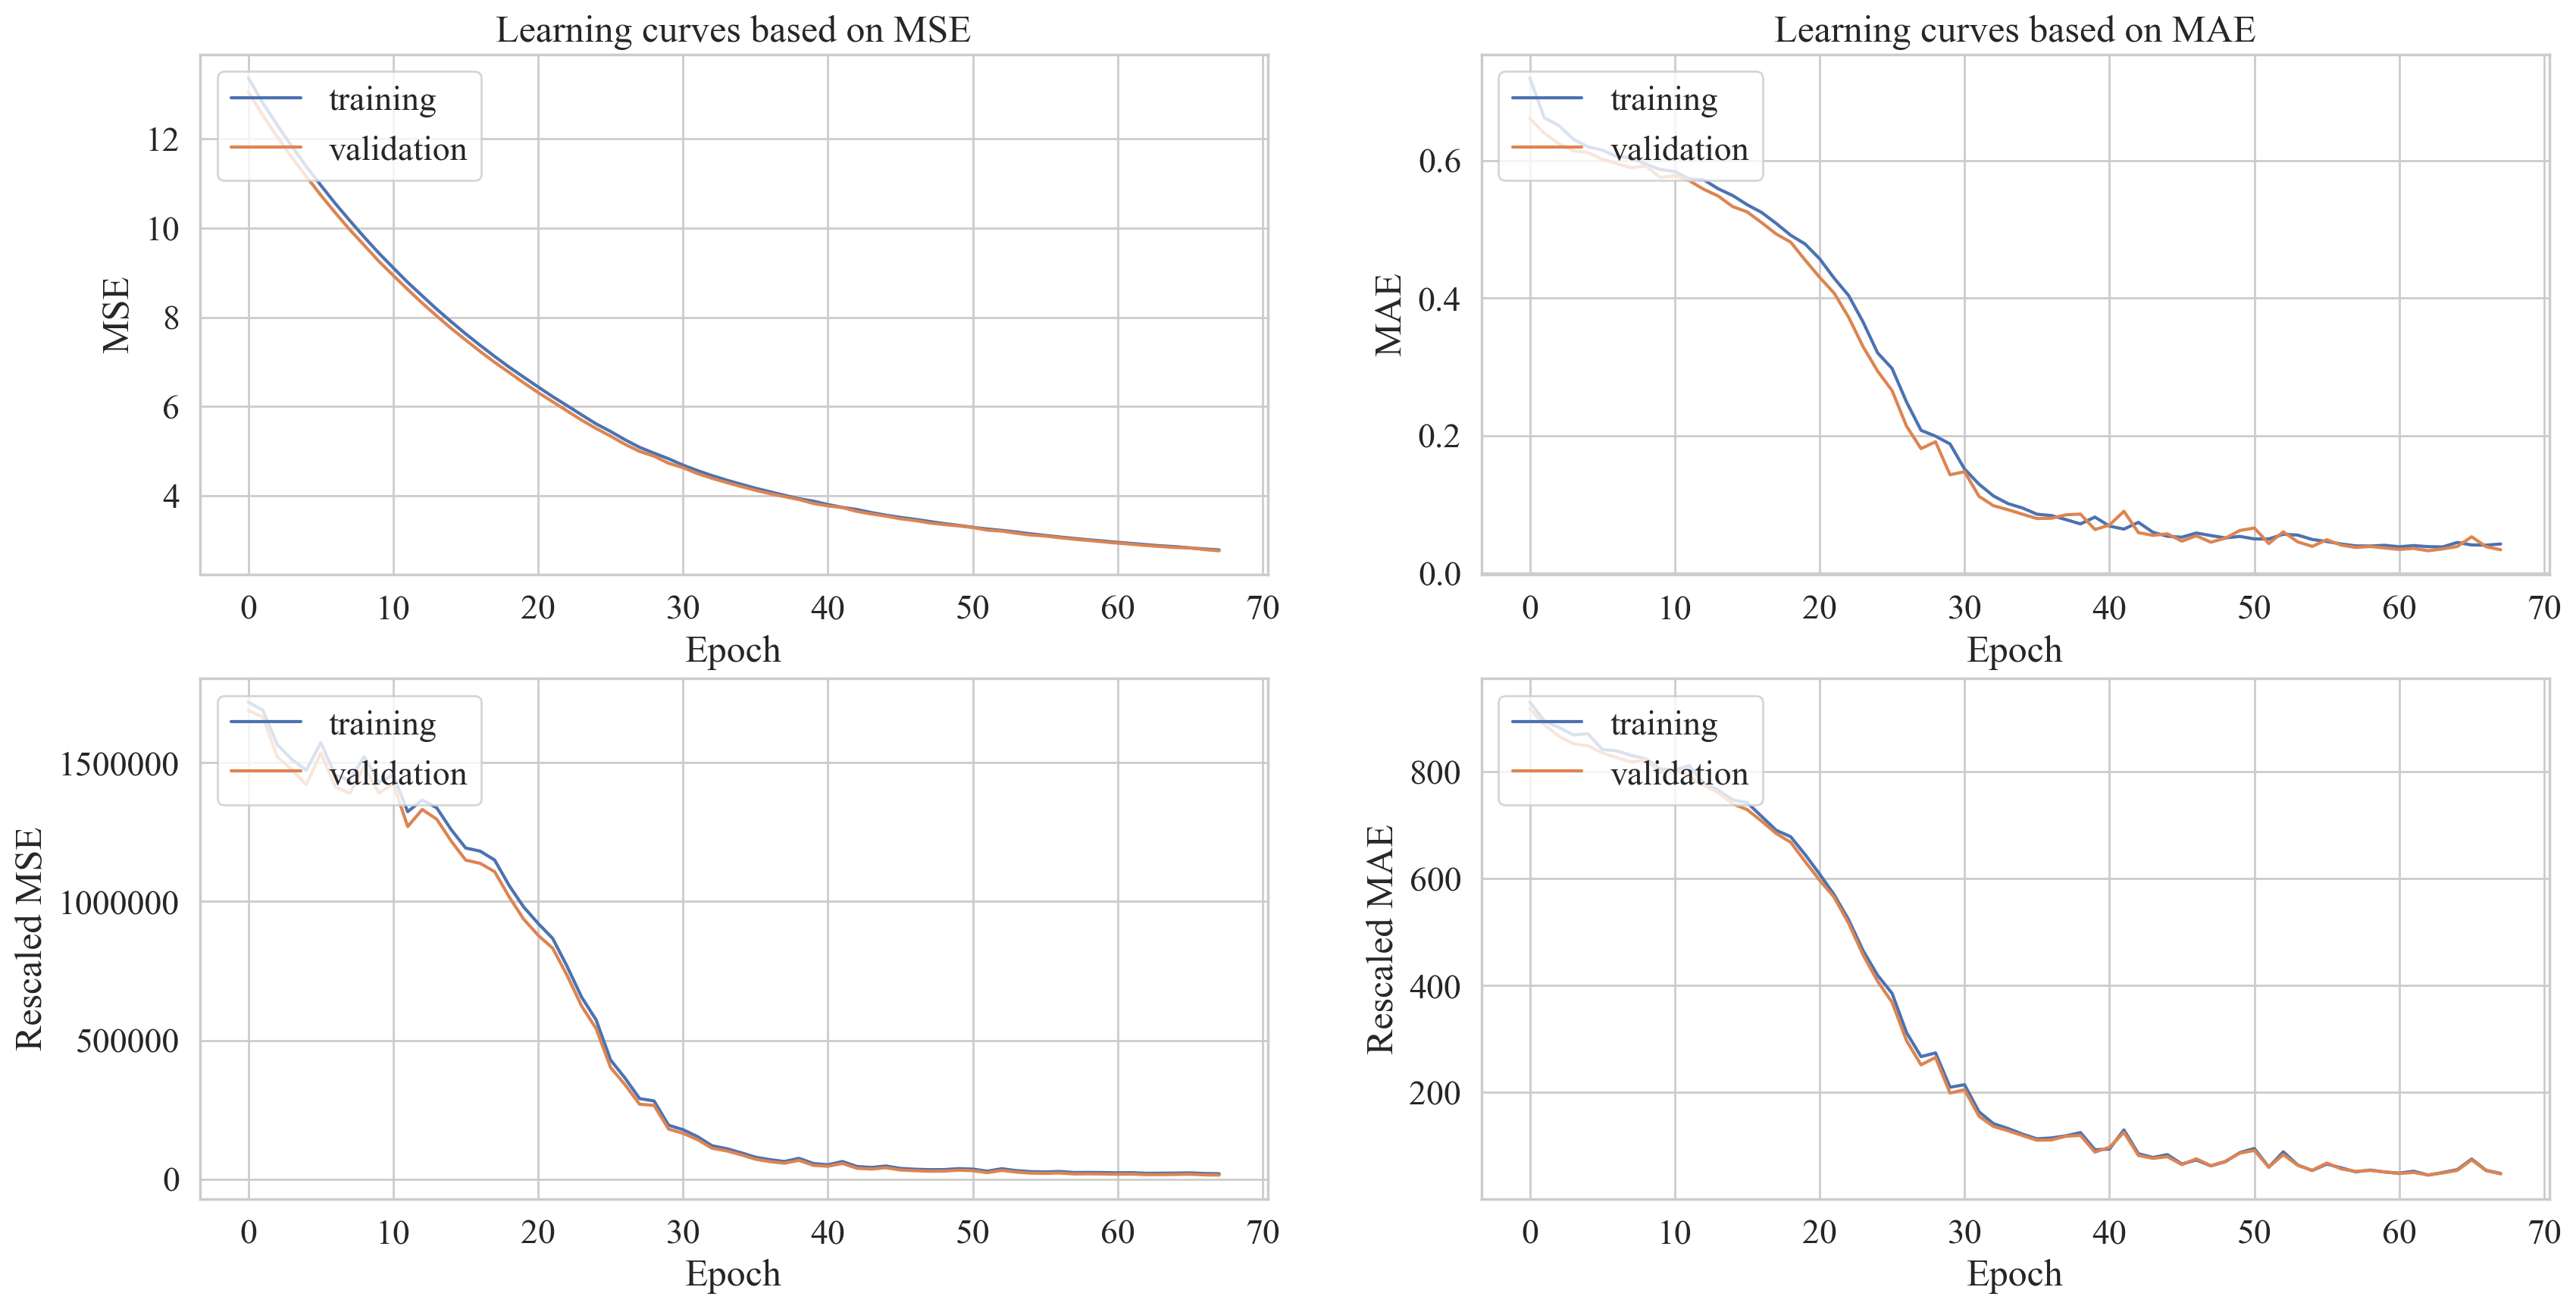 Learning curves based on MSE
training
validation
MSE
12
10
8
6
4
0 10 20 30 40 50 60 70
Epoch
Learning curves based on MAE
training
validation
MAE
0.6
0.4
0.2
0.0
0 10 20 30 40 50 60 70
Epoch
training
validation
Rescaled MSE
1500000
1000000
500000
0
0 10 20 30 40 50 60 70
Epoch
training
validation
Rescaled MAE
800
600
400
200
0 10 20 30 40 50 60 70
Epoch